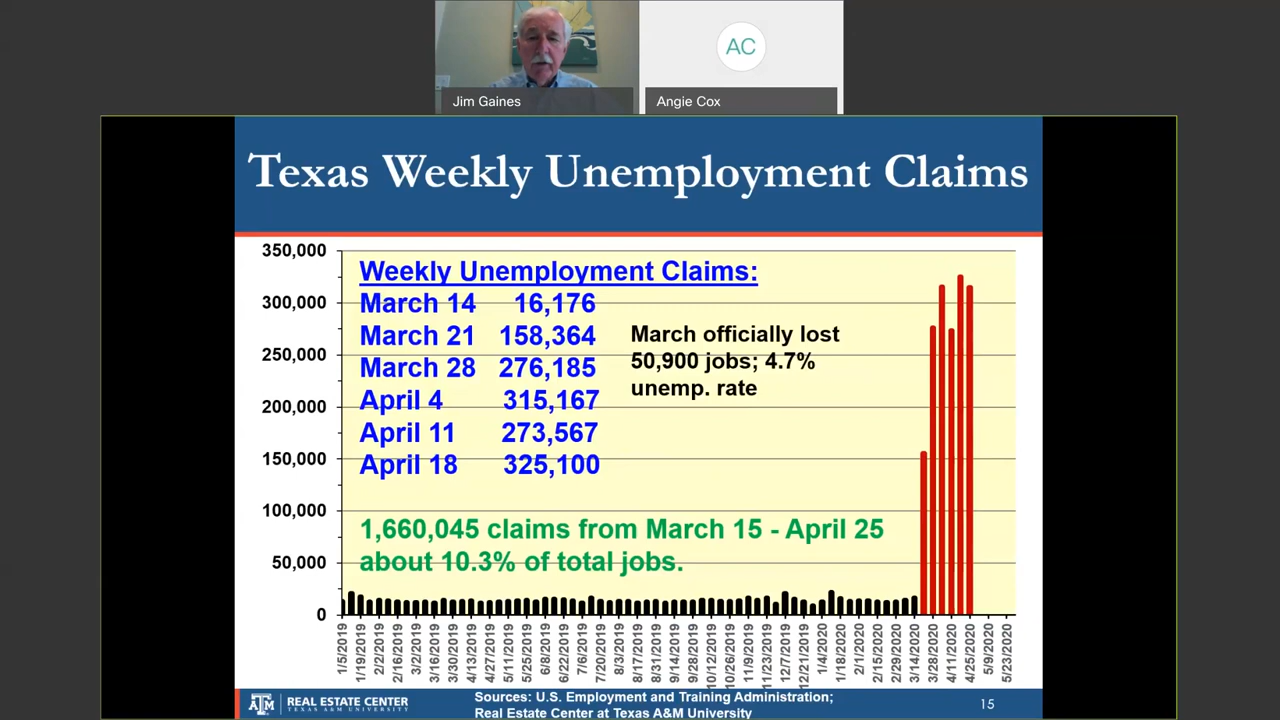 AC
Jim Gaines
Angie Cox
Texas Weekly Unemployment Claims
350,000
300,000
250,000
200,000
150,000
100,000
50,000
0
Weekly Unemployment Claims:
March 14 16,176
March 21 158,364
March 28 276,185
April 4 315,167
April 11 273,567
April 18 325,100
March officially lost
50,900 jobs; 4.7%
unemp. rate
1,660,045 claims from March 15 - April 25
about 10.3% of total jobs.
1/5/2019
1/19/2019
2/2/2019
2/16/2019
3/2/2019
3/16/2019
3/30/2019
4/13/2019
4/27/2019
5/11/2019
5/25/2019
6/8/2019
6/22/2019
7/6/2019
7/20/2019
8/3/2019
8/17/2019
8/31/2019
9/14/2019
9/28/2019
10/12/2019
10/26/2019
11/9/2019
11/23/2019
12/7/2019
12/21/2019
1/4/2020
1/18/2020
2/1/2020
2/15/2020
2/29/2020
3/14/2020
3/28/2020
4/11/2020
4/25/2020
5/9/2020
5/23/2020
ATM
REAL ESTATE CENTER
TEXAS A&M UNIVERSITY
Sources: U.S. Employment and Training Administration;
Real Estate Center at Texas A&M University
15